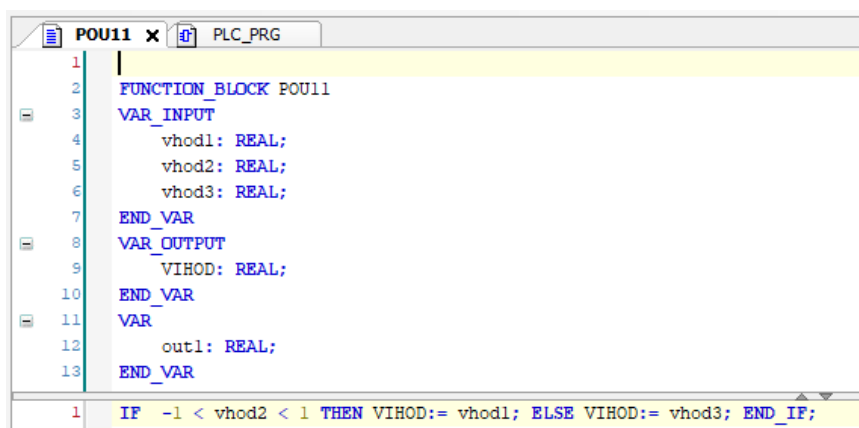 POU11 x PLC_PRG
1
2 FUNCTION_BLOCK POU11
3 VAR_INPUT
4 vhod1: REAL;
5 vhod2: REAL;
6 vhod3: REAL;
7 END_VAR
8 VAR_OUTPUT
9 VIHOD: REAL;
10 END_VAR
11 VAR
12 out1: REAL;
13 END_VAR
1 IF -1 < vhod2 < 1 THEN VIHOD:= vhod1; ELSE VIHOD:= vhod3; END_IF;